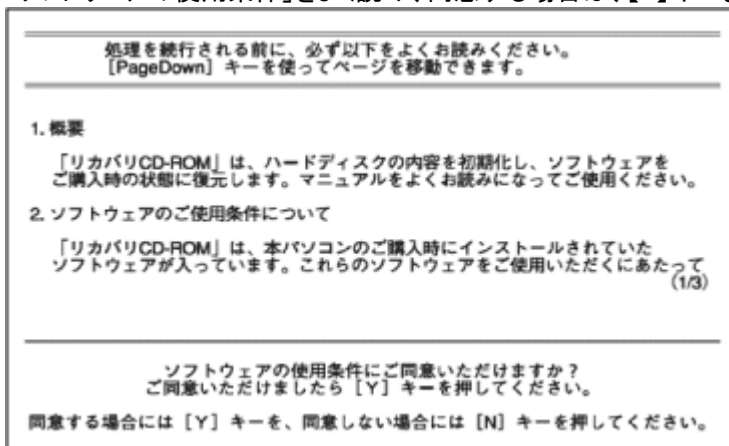 処理を続行される前に、必ず以下をよくお読みください。
[PageDown] キーを使ってページを移動できます。
1. 概要
「リカバリCD-ROM」は、ハードディスクの内容を初期化し、ソフトウェアを
ご購入時の状態に復元します。マニュアルをよくお読みになってご使用ください。
2. ソフトウェアのご使用条件について
「リカバリCD-ROM」は、本パソコンのご購入時にインストールされていた
ソフトウェアが入っています。これらのソフトウェアをご使用いただくにあたって
(1/3)
ソフトウェアの使用条件にご同意いただけますか？
ご同意いただけましたら [Y] キーを押してください。
同意する場合には [Y] キーを、同意しない場合には [N] キーを押してください。